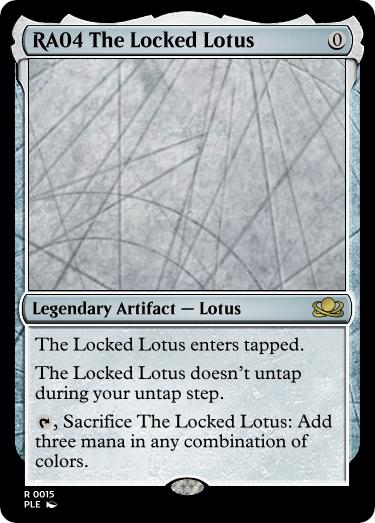 RA04 The Locked Lotus 0
Legendary Artifact — Lotus
The Locked Lotus enters tapped.
The Locked Lotus doesn't untap
during your untap step.
, Sacrifice The Locked Lotus: Add
three mana in any combination of
colors.
R 0015
PLE